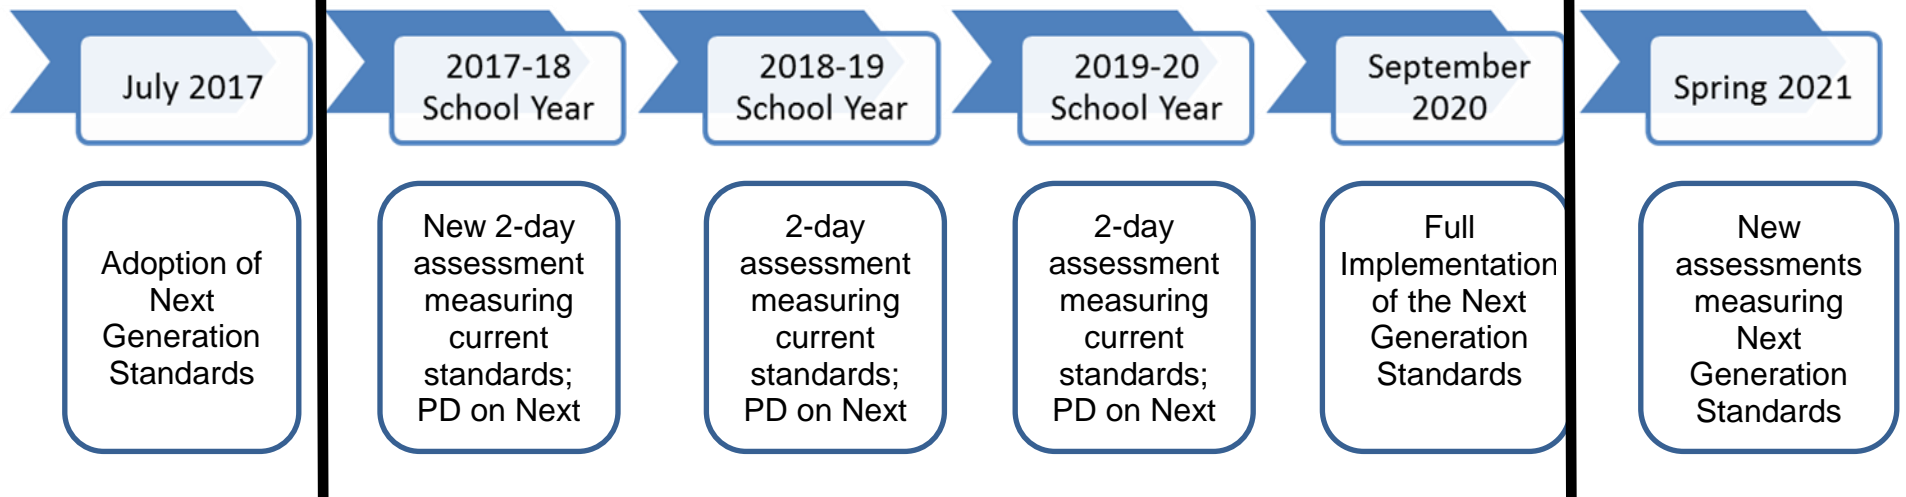 July 2017
2017-18
School Year
2018-19
School Year
2019-20
School Year
September
2020
Spring 2021
Adoption of
Next
Generation
Standards
New 2-day
assessment
measuring
current
standards;
PD on Next
2-day
assessment
measuring
current
standards;
PD on Next
2-day
assessment
measuring
current
standards;
PD on Next
Full
Implementation
of the Next
Generation
Standards
New
assessments
measuring
Next
Generation
Standards